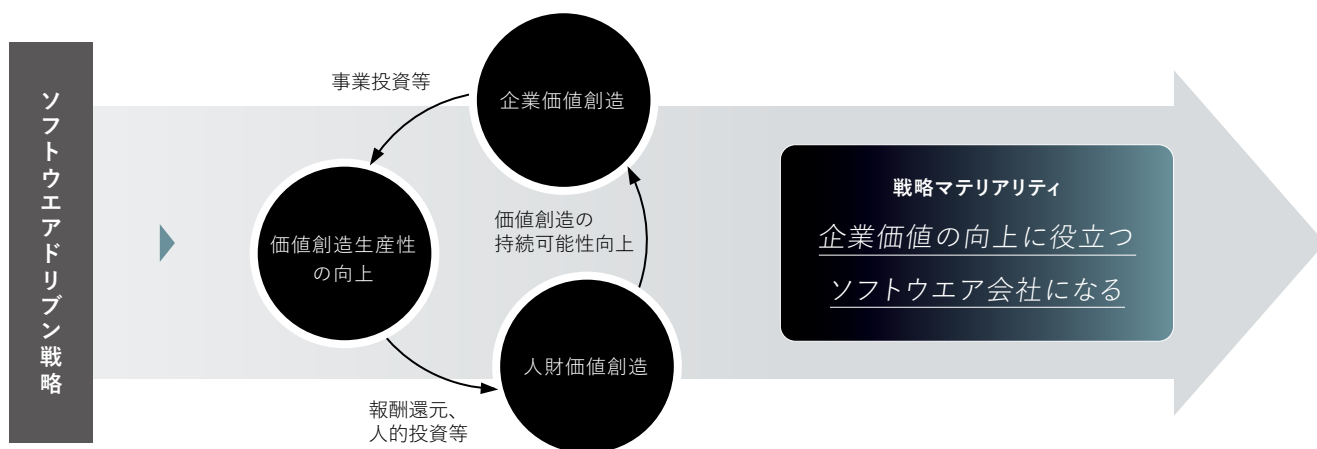 ソフトウエアドリブン戦略
事業投資等
企業価値創造
価値創造生産性
の向上
価値創造の
持続可能性向上
人財価値創造
報酬還元、
人的投資等
戦略マテリアリティ
企業価値の向上に役立つ
ソフトウエア会社になる